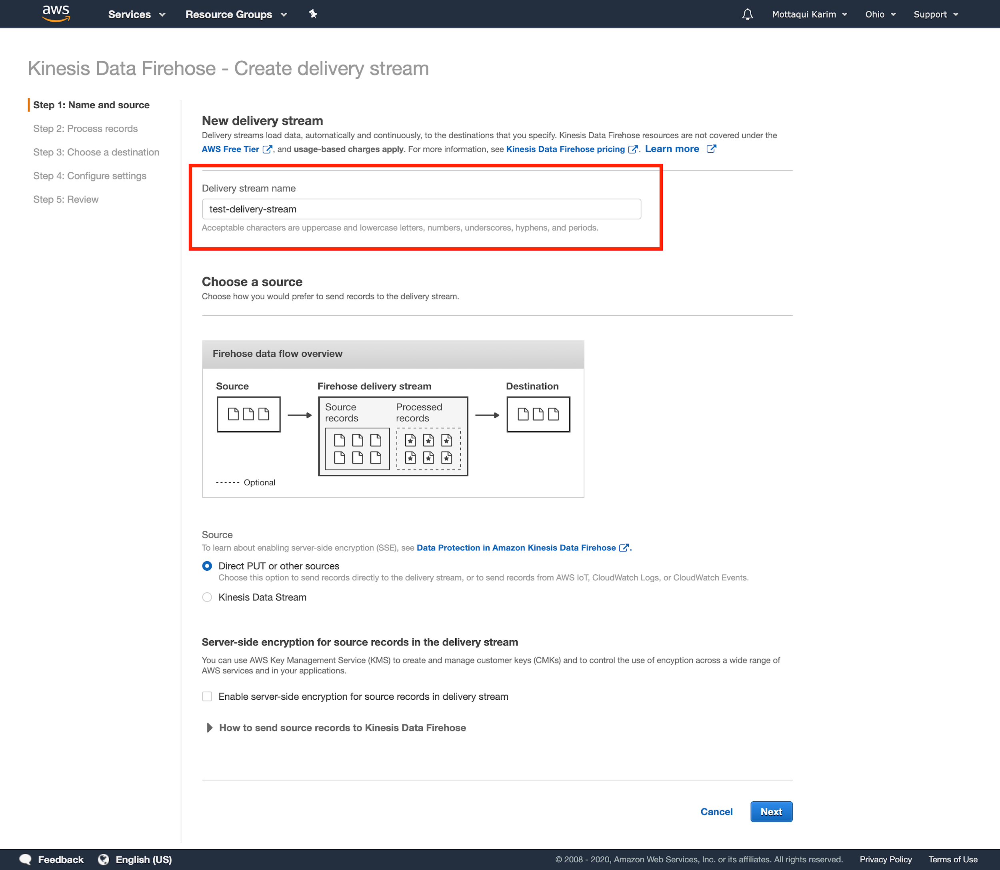 aws Services Resource Groups Mottaqui Karim Ohio Support
Kinesis Data Firehose - Create delivery stream
Step 1: Name and source
Step 2: Process records
Step 3: Choose a destination
Step 4: Configure settings
Step 5: Review
New delivery stream
Delivery streams load data, automatically and continuously, to the destinations that you specify. Kinesis Data Firehose resources are not covered under the
AWS Free Tier, and usage-based charges apply. For more information, see Kinesis Data Firehose pricing. Learn more
Delivery stream name
test-delivery-stream
Acceptable characters are uppercase and lowercase letters, numbers, underscores, hyphens, and periods.
Choose a source
Choose how you would prefer to send records to the delivery stream.
Firehose data flow overview
Source Firehose delivery stream Destination
Source Processed
records records
Optional
Source
To learn about enabling server-side encryption (SSE), see Data Protection in Amazon Kinesis Data Firehose.
Direct PUT or other sources
Choose this option to send records directly to the delivery stream, or to send records from AWS IoT, CloudWatch Logs, or CloudWatch Events.
Kinesis Data Stream
Server-side encryption for source records in the delivery stream
You can use AWS Key Management Service (KMS) to create and manage customer keys (CMKs) and to control the use of encyption across a wide range of
AWS services and in your applications.
Enable server-side encryption for source records in delivery stream
How to send source records to Kinesis Data Firehose
Cancel Next
Feedback English (US) © 2008 - 2020, Amazon Web Services, Inc. or its affiliates. All rights reserved. Privacy Policy Terms of Use